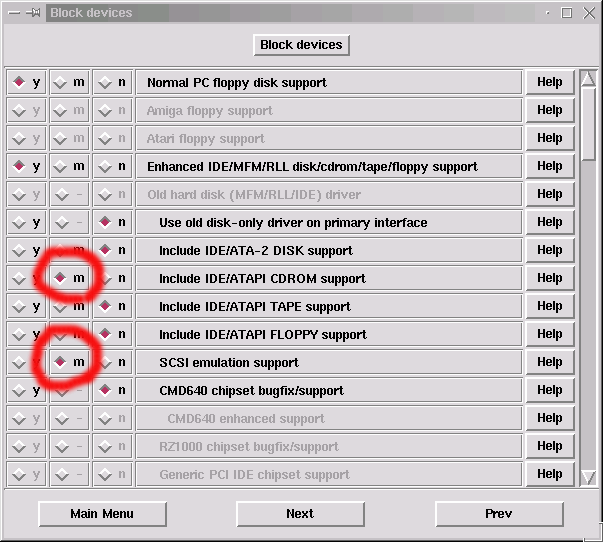 Block devices
Block devices
y m n Normal PC floppy disk support Help
y m n Amiga floppy support Help
y m n Atari floppy support Help
y m n Enhanced IDE/MFM/RLL disk/cdrom/tape/floppy support Help
y - n Old hard disk (MFM/RLL/IDE) driver Help
y - n Use old disk-only driver on primary interface Help
y m n Include IDE/ATA-2 DISK support Help
y m n Include IDE/ATAPI CDROM support Help
y m n Include IDE/ATAPI TAPE support Help
y m n Include IDE/ATAPI FLOPPY support Help
y m n SCSI emulation support Help
y - n CMD640 chipset bugfix/support Help
y - n CMD640 enhanced support Help
y - n RZ1000 chipset bugfix/support Help
y - n Generic PCI IDE chipset support Help
Main Menu Next Prev